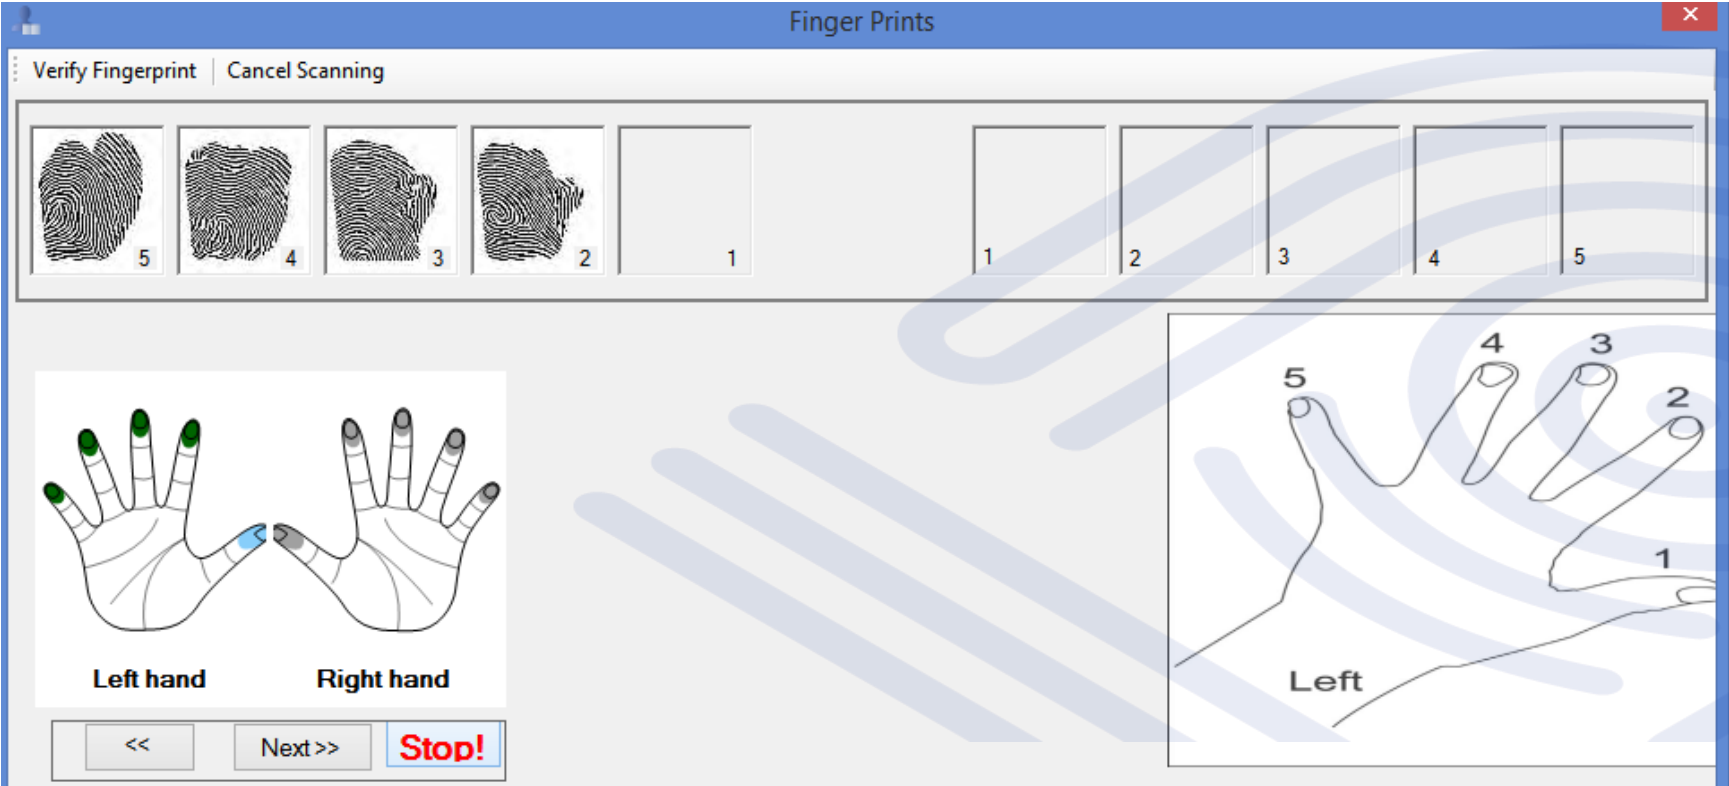 Finger Prints
Verify Fingerprint Cancel Scanning
5 4 3 2 1 1 2 3 4 5
4 3
5
2
1
Left
Left hand Right hand
<< Next >> Stop!